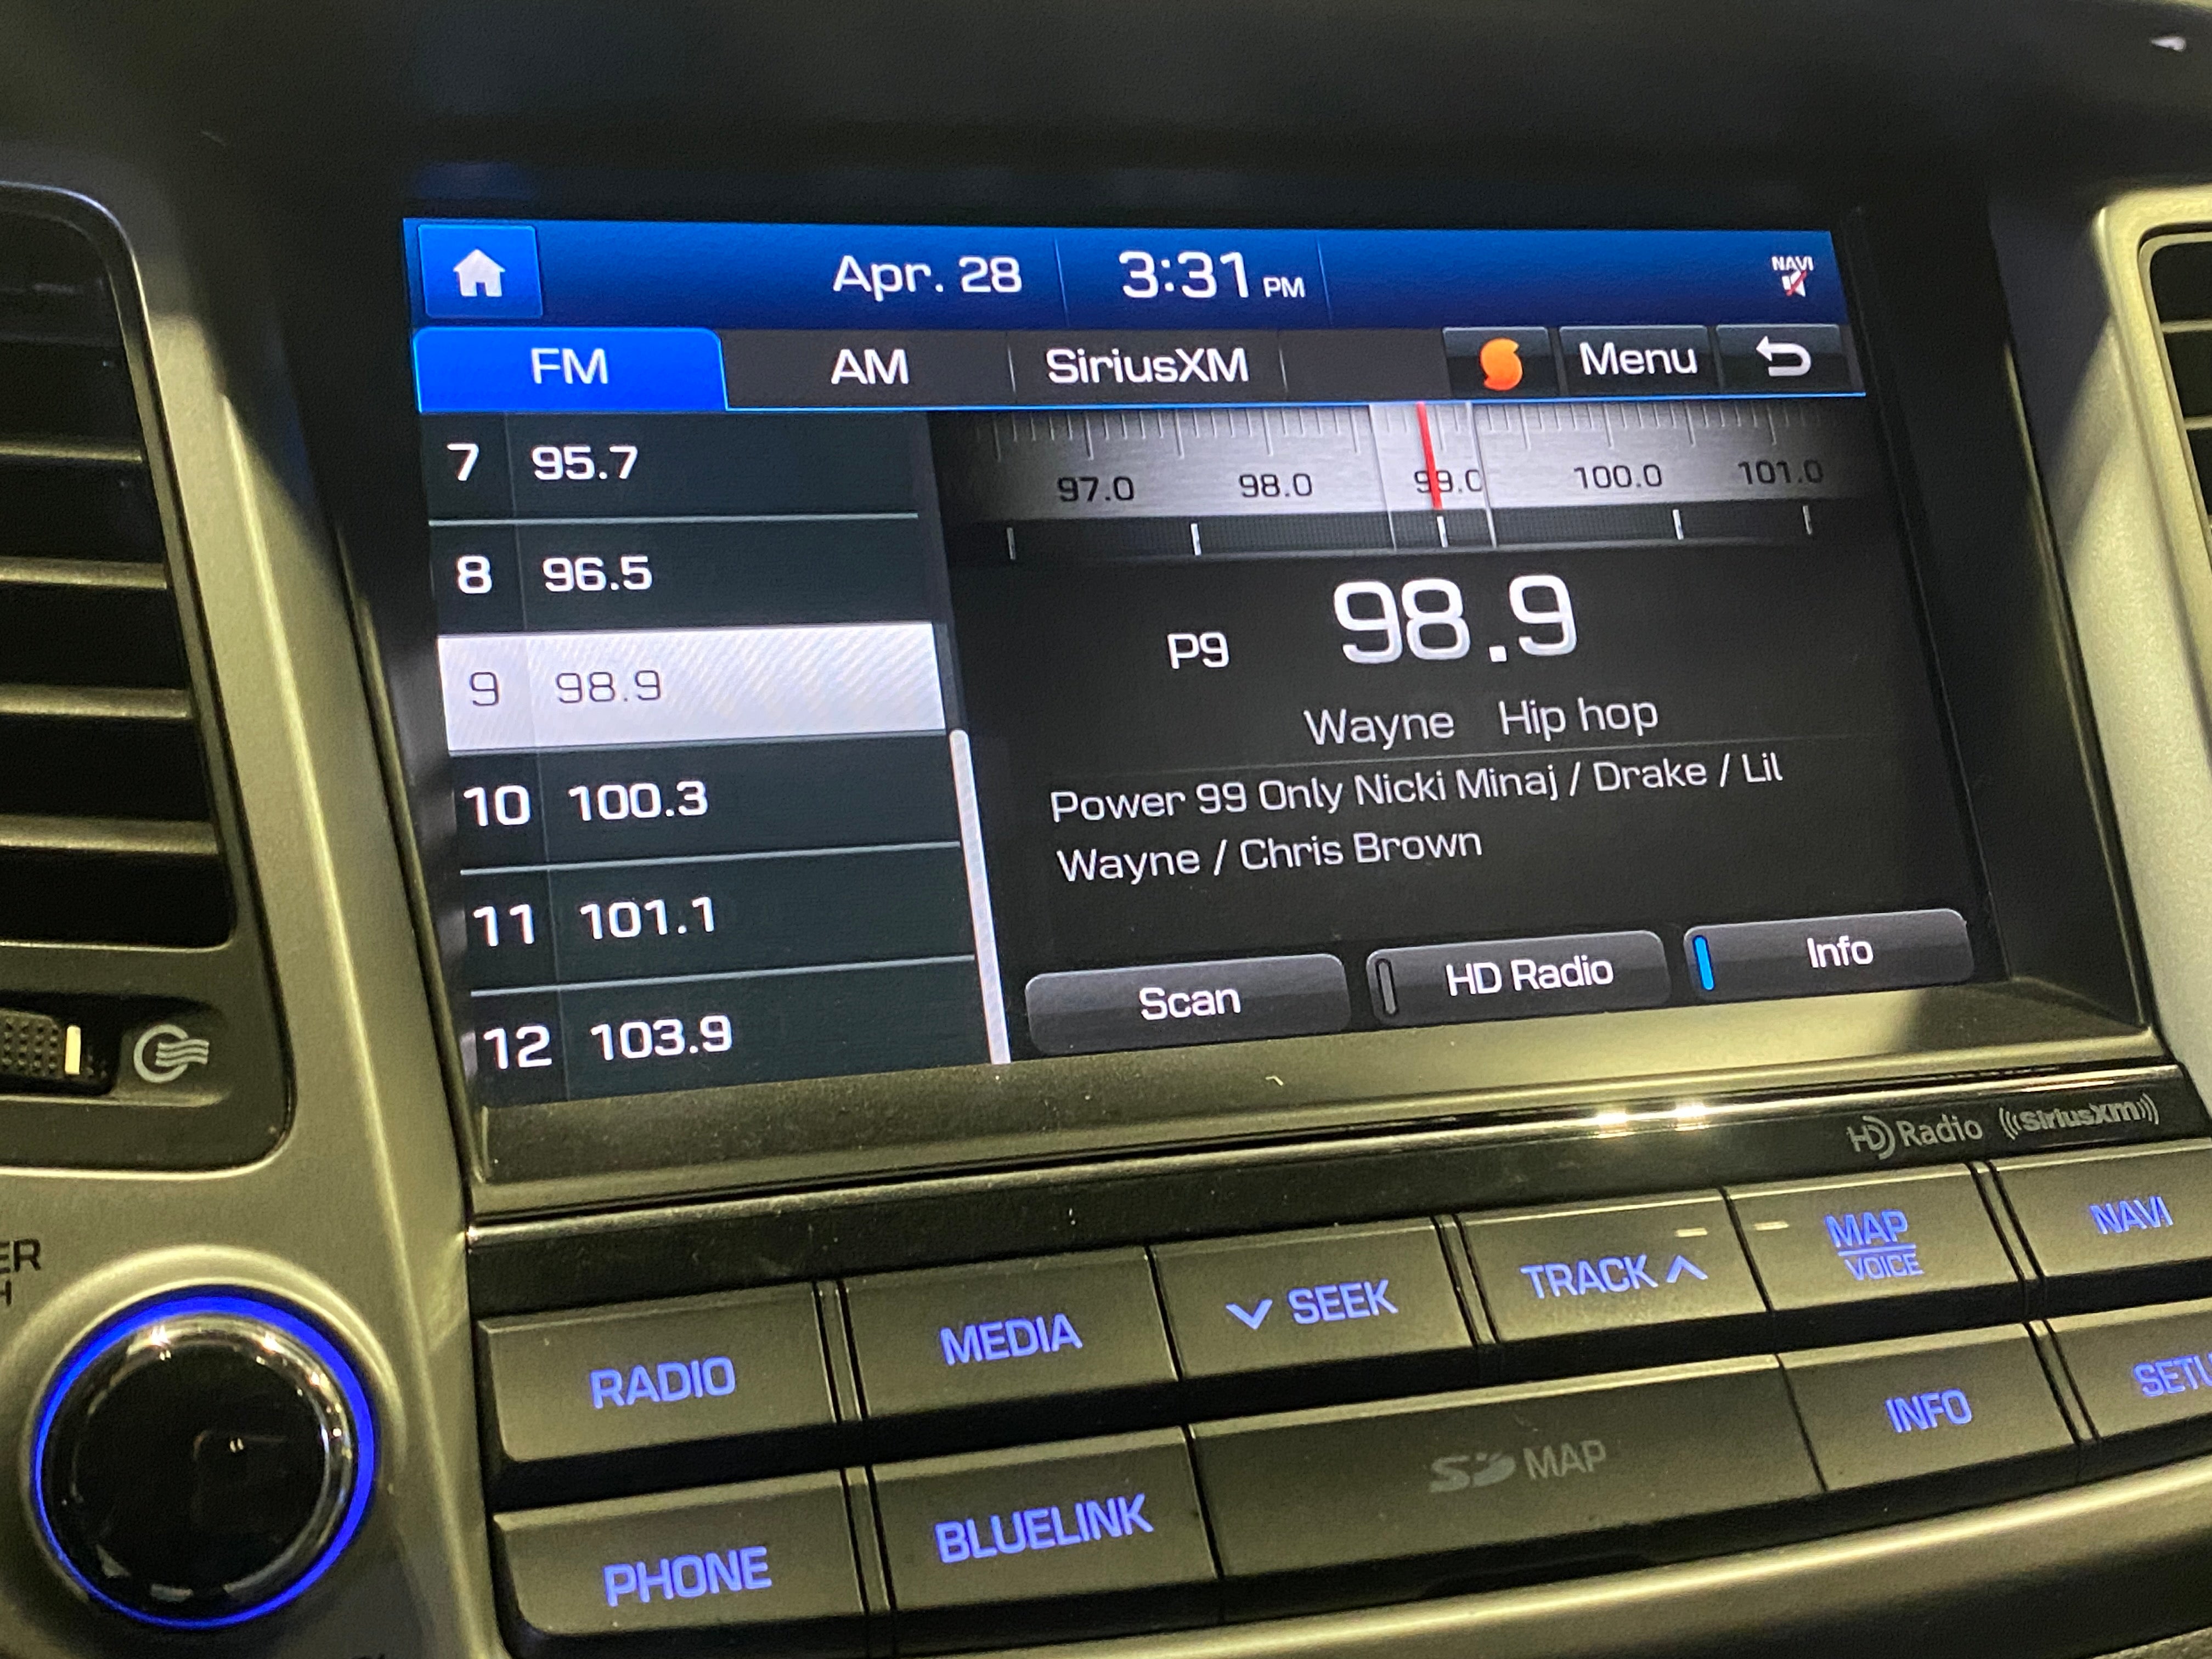 Apr. 28 3:31 PM NAVI
FM AM SiriusXM Menu
7 95.7
8 96.5
9 98.9
10 100.3
11 101.1
12 103.9
97.0 98.0 99.0 100.0 101.0
P9 98.9
Wayne Hip hop
Power 99 Only Nicki Minaj / Drake / Lil
Wayne / Chris Brown
Scan HD Radio Info
HD Radio ((SiriusXM))
RADIO MEDIA SEEK TRACK MAP NAVI
VOICE
PHONE BLUELINK SD MAP INFO